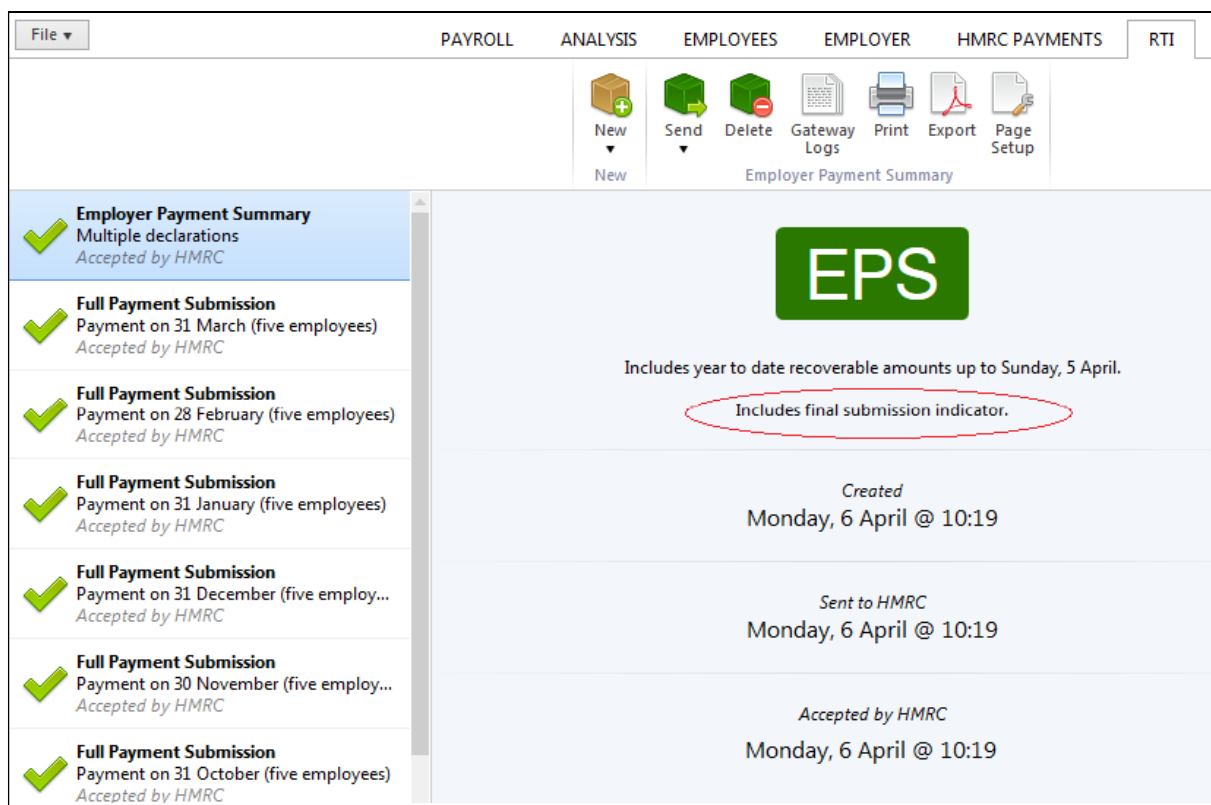 File
PAYROLL ANALYSIS EMPLOYEES EMPLOYER HMRC PAYMENTS RTI
New Send Delete Gateway Logs Print Export Page Setup
New Employer Payment Summary
Employer Payment Summary
Multiple declarations
Accepted by HMRC
Full Payment Submission
Payment on 31 March (five employees)
Accepted by HMRC
Full Payment Submission
Payment on 28 February (five employees)
Accepted by HMRC
Full Payment Submission
Payment on 31 January (five employees)
Accepted by HMRC
Full Payment Submission
Payment on 31 December (five employ...
Accepted by HMRC
Full Payment Submission
Payment on 30 November (five employ...
Accepted by HMRC
Full Payment Submission
Payment on 31 October (five employees)
Accepted by HMRC
EPS
Includes year to date recoverable amounts up to Sunday, 5 April.
Includes final submission indicator.
Created
Monday, 6 April @ 10:19
Sent to HMRC
Monday, 6 April @ 10:19
Accepted by HMRC
Monday, 6 April @ 10:19